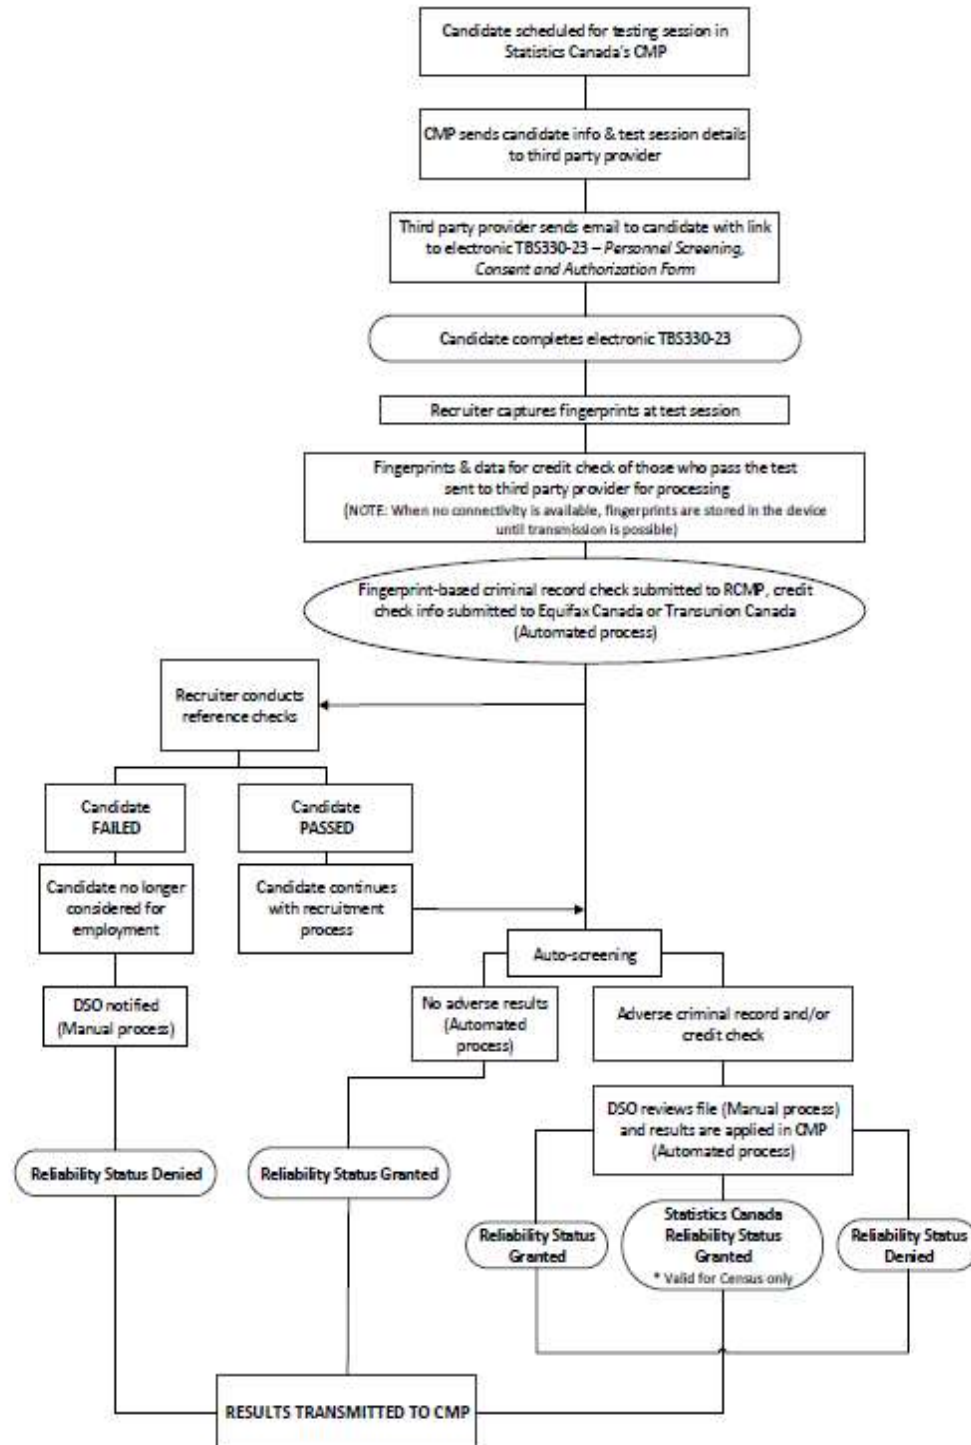 Candidate scheduled for testing session in
Statistics Canada's CMP
CMP sends candidate info & test session details
to third party provider
Third party provider sends email to candidate with link
to electronic TBS330-23 – Personnel Screening,
Consent and Authorization Form
Candidate completes electronic TBS330-23
Recruiter captures fingerprints at test session
Fingerprints & data for credit check of those who pass the test
sent to third party provider for processing
(NOTE: When no connectivity is available, fingerprints are stored in the device
until transmission is possible)
Fingerprint-based criminal record check submitted to RCMP, credit
check info submitted to Equifax Canada or Transunion Canada
(Automated process)
Recruiter conducts
reference checks
Candidate
FAILED
Candidate
PASSED
Candidate no longer
considered for
employment
Candidate continues
with recruitment
process
Auto-screening
DSO notified
(Manual process)
No adverse results
(Automated
process)
Adverse criminal record and/or
credit check
DSO reviews file (Manual process)
and results are applied in CMP
(Automated process)
Reliability Status Denied
Reliability Status Granted
Reliability Status
Granted
Statistics Canada
Reliability Status
Granted
* Valid for Census only
Reliability Status
Denied
RESULTS TRANSMITTED TO CMP